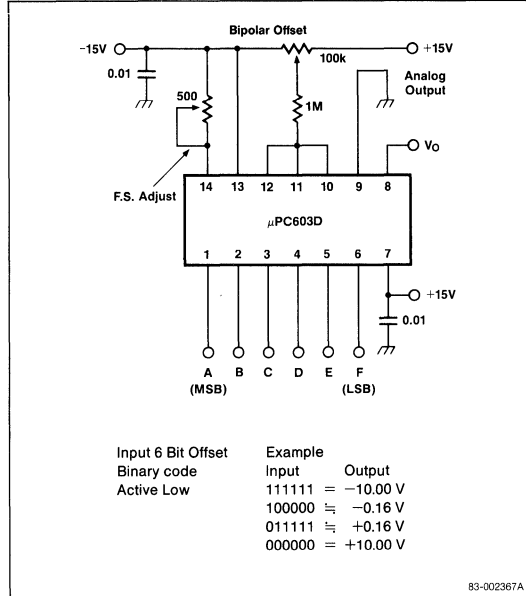 Bipolar Offset
-15V
+15V
100k
0.01
Analog
Output
500
1M
Vo
F.S. Adjust
14 13 12 11 10 9 8
μPC603D
1 2 3 4 5 6 7
+15V
0.01
A B C D E F
(MSB) (LSB)
Input 6 Bit Offset Example
Binary code Input Output
Active Low 111111 = −10.00 V
100000 ≒ −0.16 V
011111 ≒ +0.16 V
000000 = +10.00 V
83-002367A